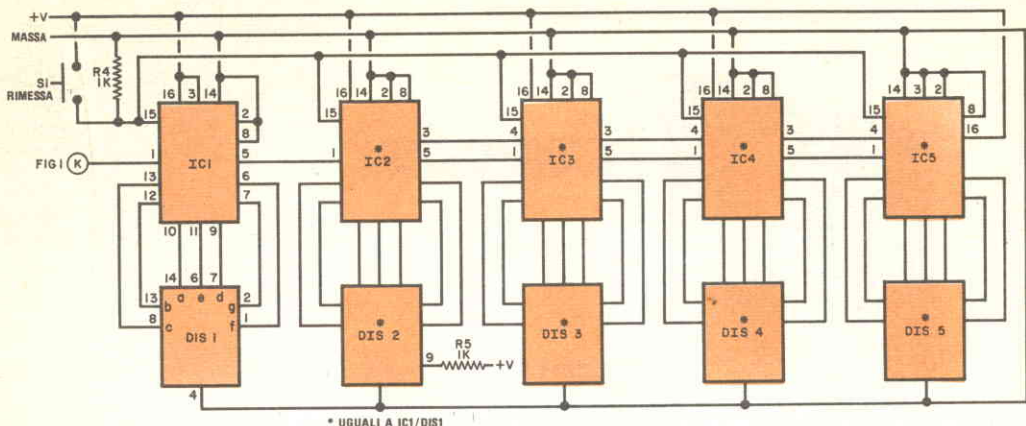 +V
MASSA
S1
RIMESSA
R4
1K
16 3 14
16 14 2 8
16 14 2 8
16 14 2 8
14 3 2
15 2
15
15
15
15 8
8
3 4
3 4
3 4
16
FIG 1 K
1 IC1 5
1 IC2 5
1 IC3 5
1 IC4 5
1 IC5
13 6
12 7
10 11 9
14 6 7
a e d
13 b g 2
8 c f 1
DIS 1
DIS 2
DIS 3
DIS 4
DIS 5
9
R5
1K
+V
4
* UGUALI A IC1/DIS1